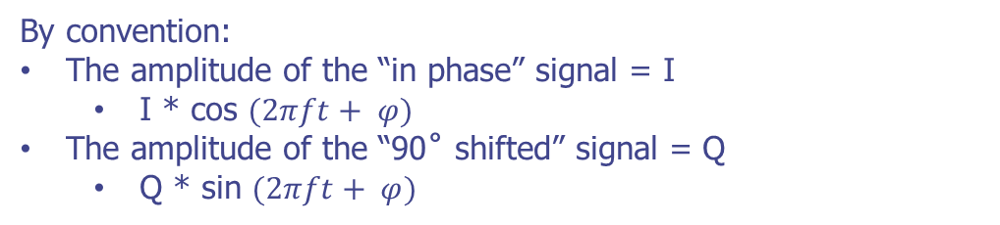 By convention:
• The amplitude of the “in phase” signal = I
• I * cos (2𝜋𝑓𝑡 + 𝜑)
• The amplitude of the “90˚ shifted” signal = Q
• Q * sin (2𝜋𝑓𝑡 + 𝜑)